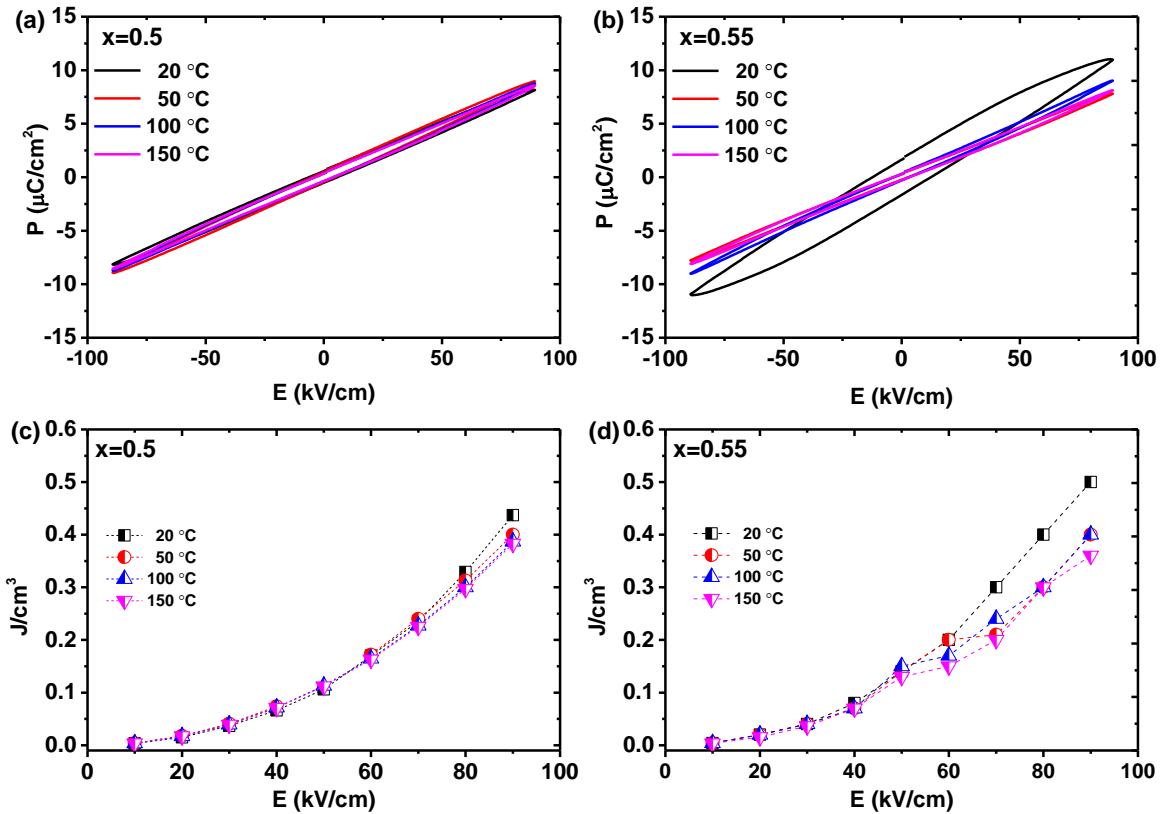 (a)
x=0.5
20 °C
50 °C
100 °C
150 °C
15
10
5
0
-5
-10
-15
P (μC/cm²)
-100
-50
0
50
100
E (kV/cm)
(b)
x=0.55
20 °C
50 °C
100 °C
150 °C
15
10
5
0
-5
-10
-15
P (μC/cm²)
-100
-50
0
50
100
E (kV/cm)
(c)
x=0.5
20 °C
50 °C
100 °C
150 °C
0.6
0.5
0.4
0.3
0.2
0.1
0.0
J/cm³
0
20
40
60
80
100
E (kV/cm)
(d)
x=0.55
20 °C
50 °C
100 °C
150 °C
0.6
0.5
0.4
0.3
0.2
0.1
0.0
J/cm³
0
20
40
60
80
100
E (kV/cm)